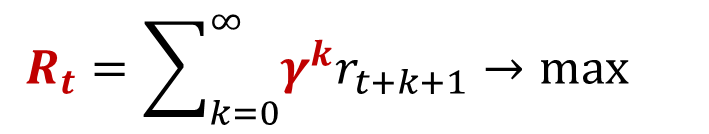 R_t = ∑_{k=0}^{∞} γ^k r_{t+k+1} → max